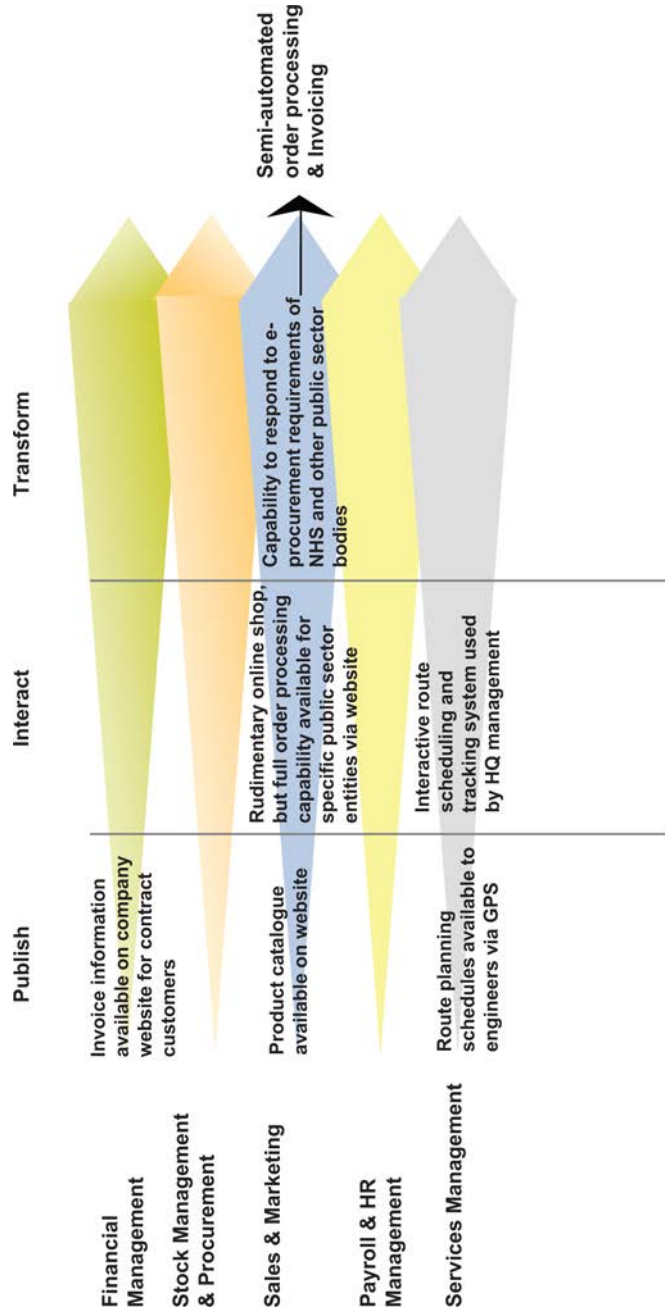 Publish
Interact
Transform
Financial
Management
Invoice information
available on company
website for contract
customers
Stock Management
& Procurement
Sales & Marketing
Product catalogue
available on website
Rudimentary online shop,
but full order processing
capability available for
specific public sector
entities via website
Capability to respond to e-
procurement requirements of
NHS and other public sector
bodies
Semi-automated
order processing
& Invoicing
Payroll & HR
Management
Services Management
Route planning
schedules available to
engineers via GPS
Interactive route
scheduling and
tracking system used
by HQ management